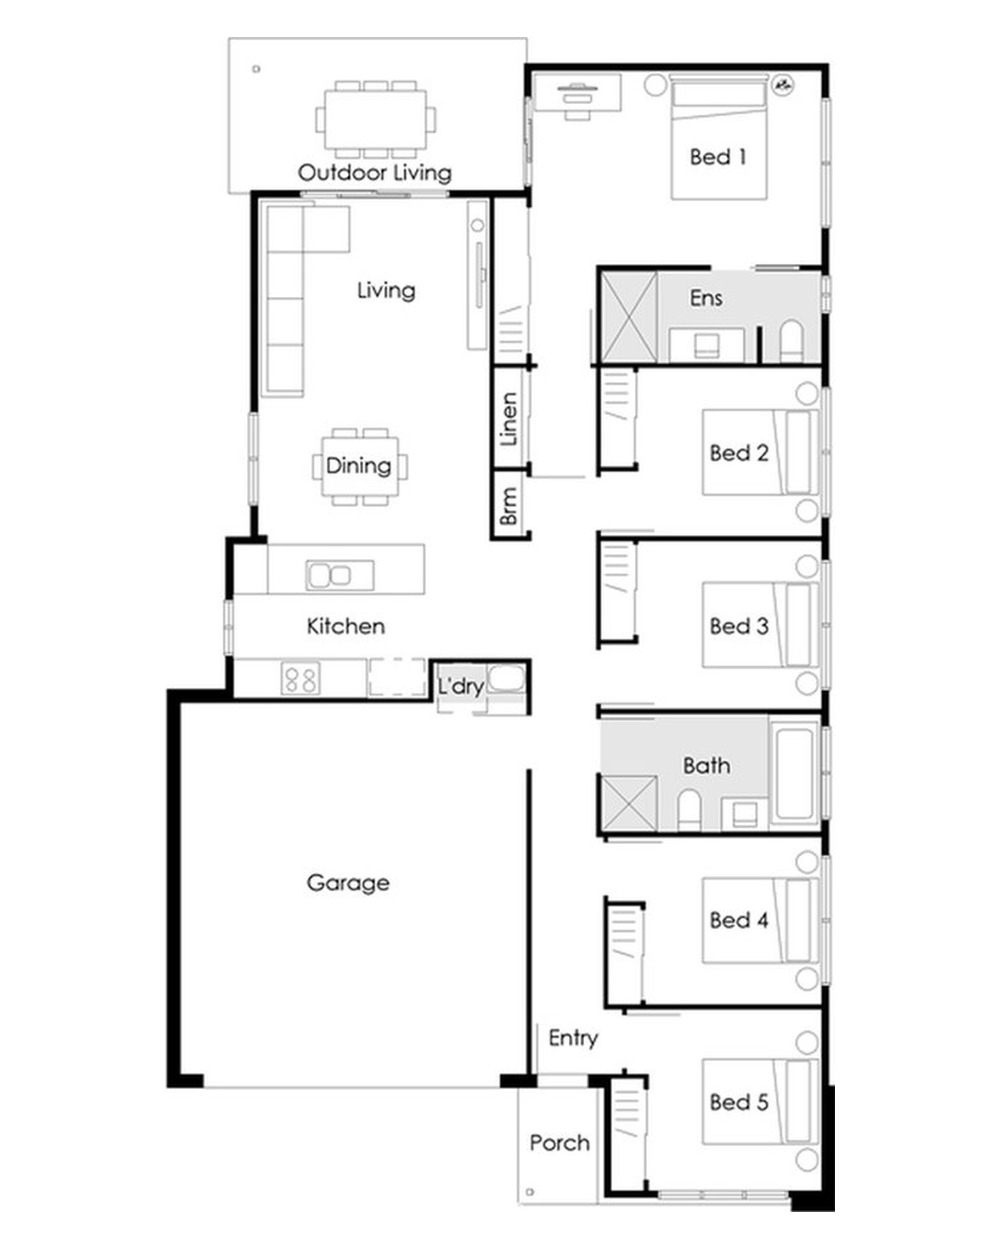 Outdoor Living
Bed 1
Living
Ens
Linen
Bed 2
Dining
Brm
Kitchen
Bed 3
L'dry
Bath
Garage
Bed 4
Entry
Bed 5
Porch